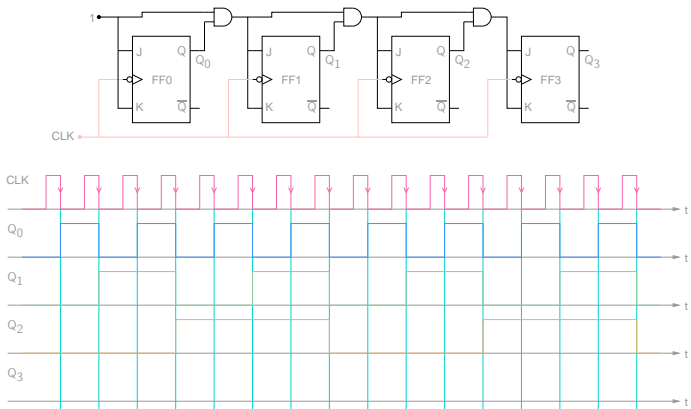 1
J Q J Q J Q J Q
Q₀ Q₁ Q₂ Q₃
FF0 FF1 FF2 FF3
K Q̅ K Q̅ K Q̅ K Q̅
CLK
CLK
t
Q₀
t
Q₁
t
Q₂
t
Q₃
t